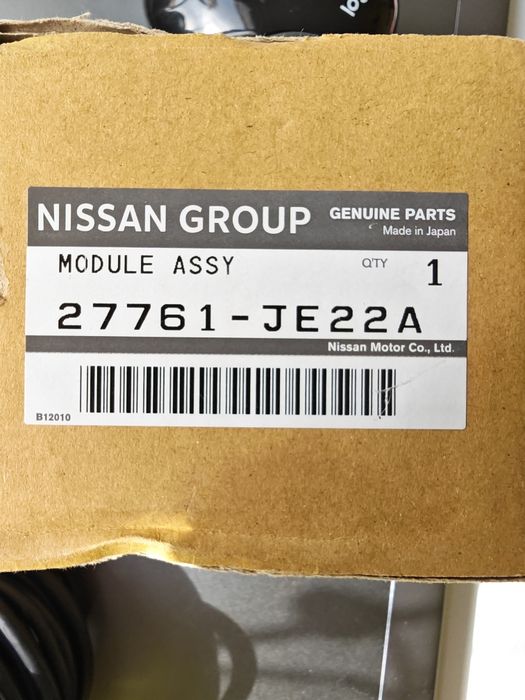 NISSAN GROUP GENUINE PARTS
Made in Japan
MODULE ASSY Q'TY 1
27761-JE22A
Nissan Motor Co., Ltd.
B12010